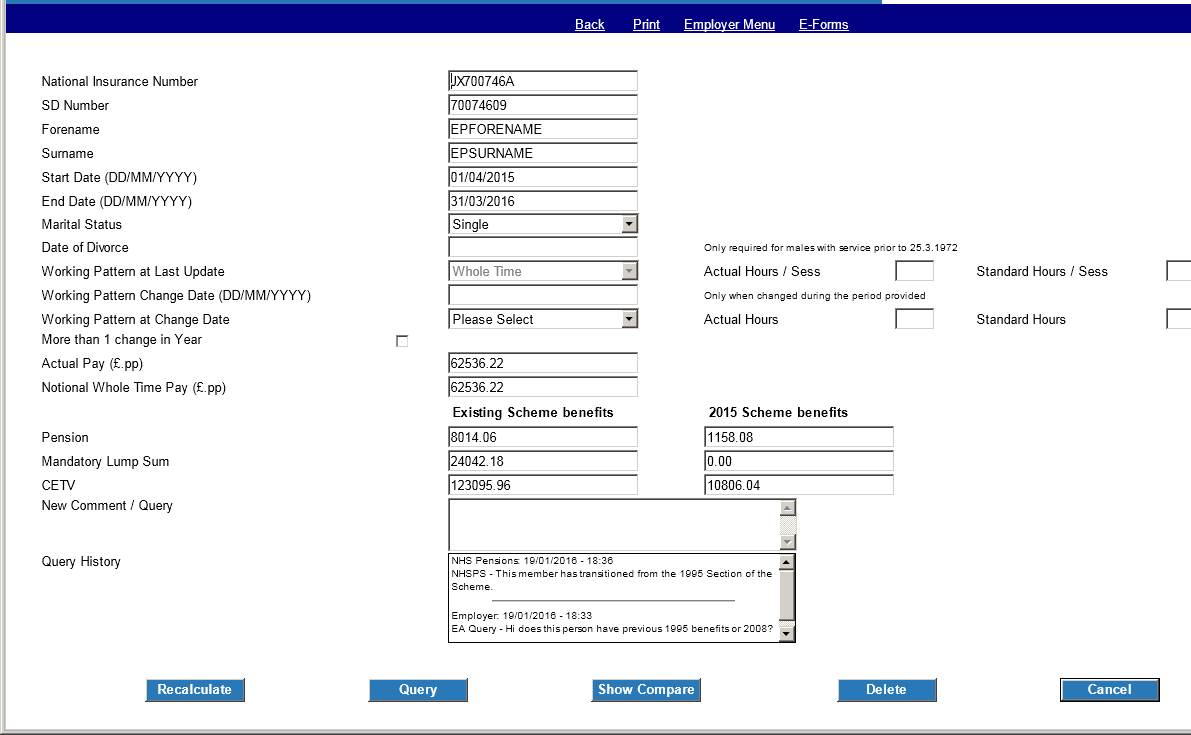 Back Print Employer Menu E-Forms
National Insurance Number JX700746A
SD Number 70074609
Forename EPFORENAME
Surname EPSURNAME
Start Date (DD/MM/YYYY) 01/04/2015
End Date (DD/MM/YYYY) 31/03/2016
Marital Status Single
Date of Divorce Only required for males with service prior to 25.3.1972
Working Pattern at Last Update Whole Time Actual Hours / Sess Standard Hours / Sess
Working Pattern Change Date (DD/MM/YYYY) Only when changed during the period provided
Working Pattern at Change Date Please Select Actual Hours Standard Hours
More than 1 change in Year
Actual Pay (£.pp) 62536.22
Notional Whole Time Pay (£.pp) 62536.22
Existing Scheme benefits 2015 Scheme benefits
Pension 8014.06 1158.08
Mandatory Lump Sum 24042.18 0.00
CETV 123095.96 10806.04
New Comment / Query
Query History
NHS Pensions: 19/01/2016 - 18:36
NHSPS - This member has transitioned from the 1995 Section of the
Scheme.
Employer: 19/01/2016 - 18:33
EA Query - Hi does this person have previous 1995 benefits or 2008?
Recalculate Query Show Compare Delete Cancel